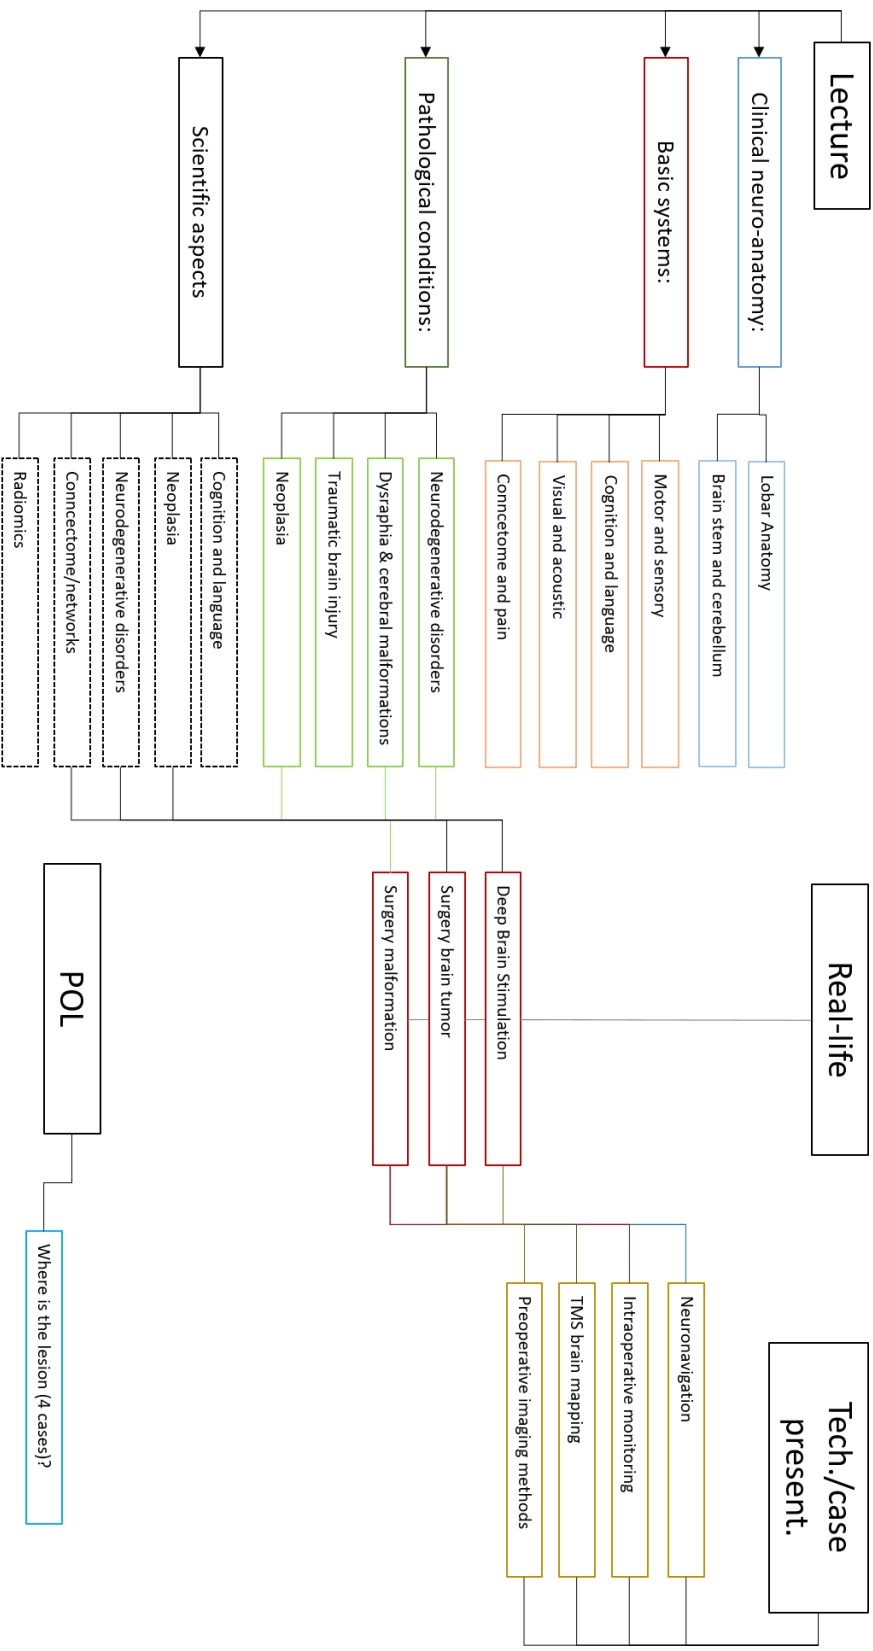 Lecture
Real-life
Tech./case
present.
Clinical neuro-anatomy:
Lobar Anatomy
Brain stem and cerebellum
Basic systems:
Motor and sensory
Cognition and language
Visual and acoustic
Conncetome and pain
Pathological conditions:
Neurodegenerative disorders
Dysraphia & cerebral malformations
Traumatic brain injury
Neoplasia
Scientific aspects
Cognition and language
Neoplasia
Neurodegenerative disorders
Conncectome/networks
Radiomics
Deep Brain Stimulation
Surgery brain tumor
Surgery malformation
Neuronavigation
Intraoperative monitoring
TMS brain mapping
Preoperative imaging methods
POL
Where is the lesion (4 cases)?